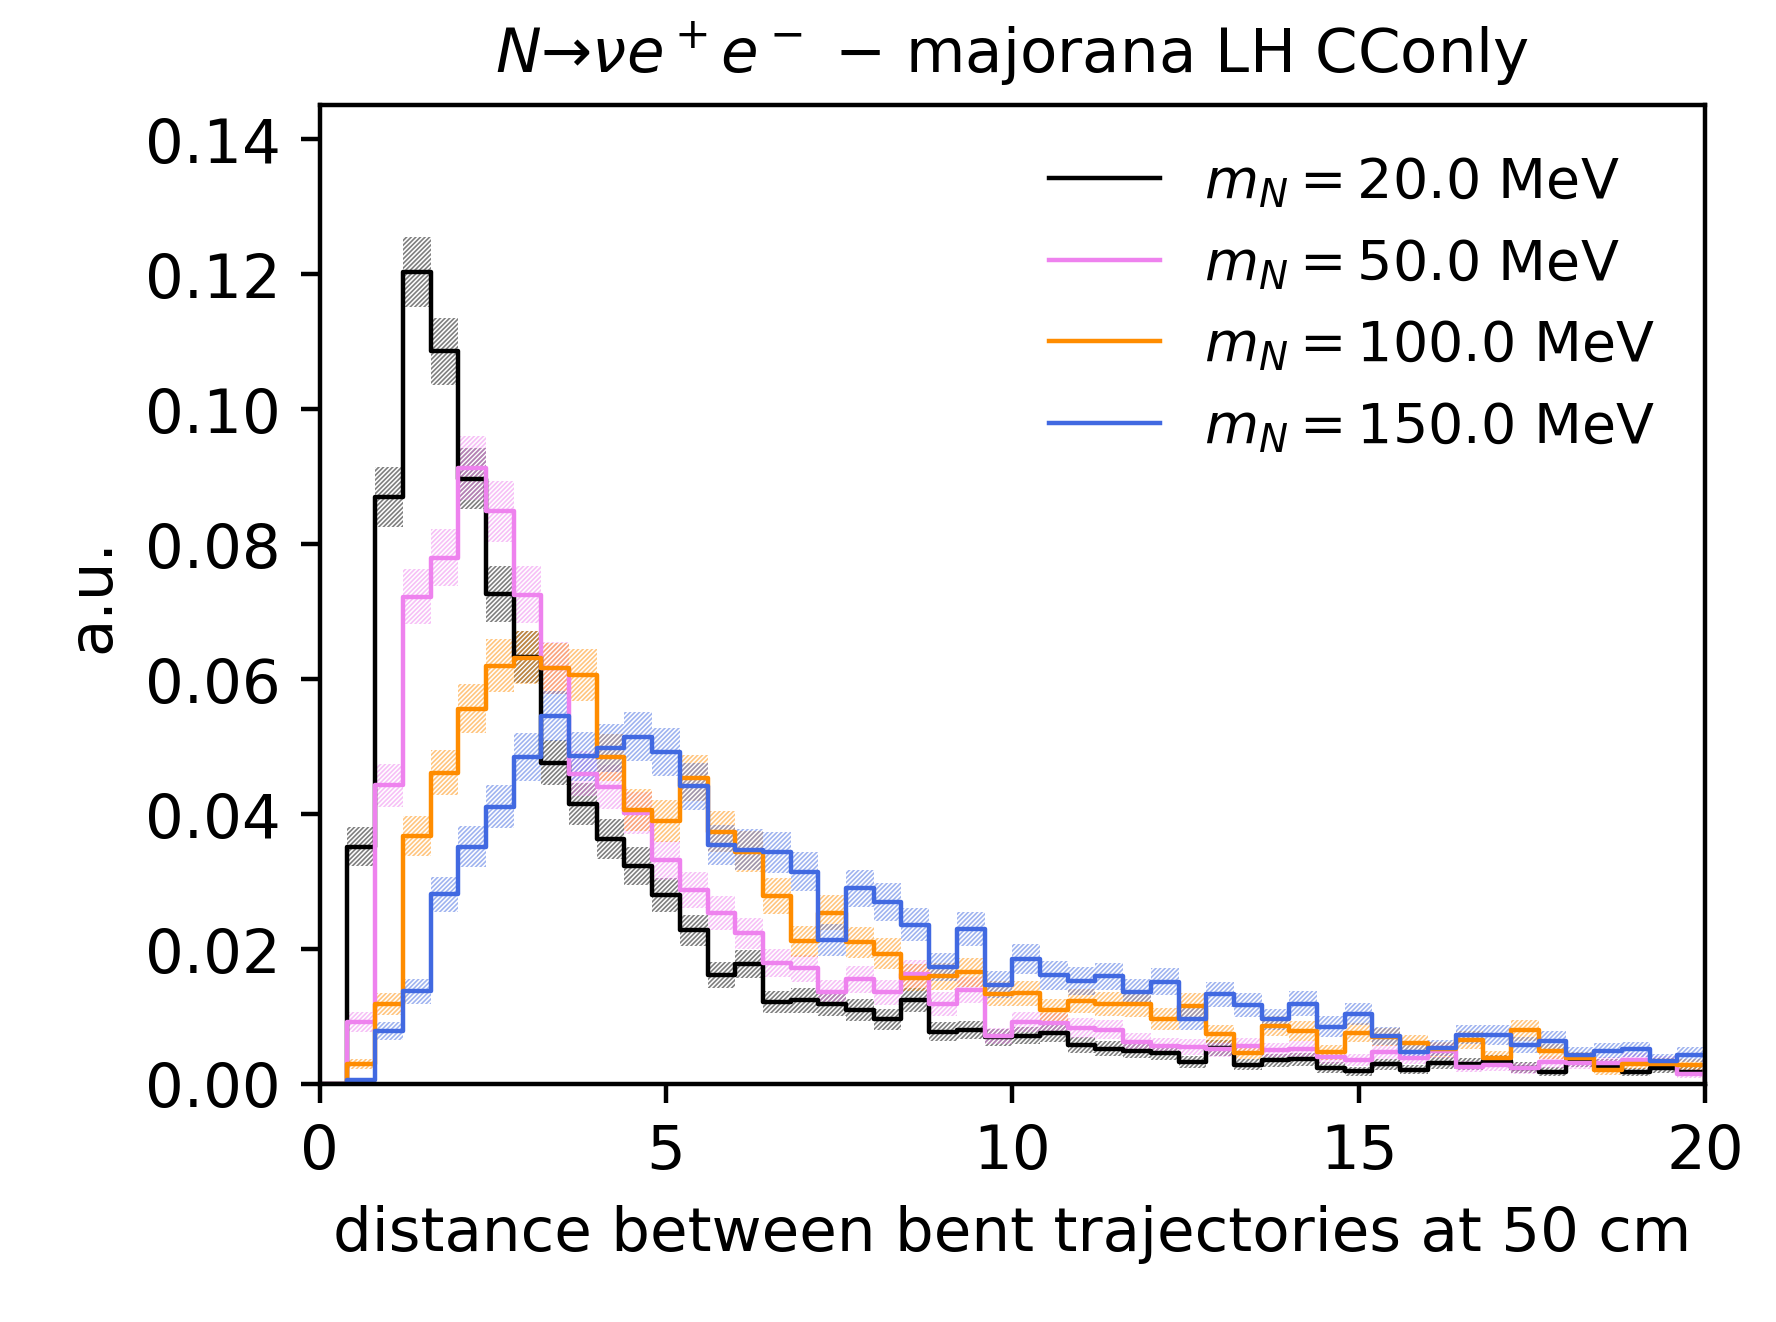 N→νe⁺e⁻ − majorana LH CConly
0.14
0.12
0.10
0.08
0.06
0.04
0.02
0.00
a.u.
m_N = 20.0 MeV
m_N = 50.0 MeV
m_N = 100.0 MeV
m_N = 150.0 MeV
0 5 10 15 20
distance between bent trajectories at 50 cm